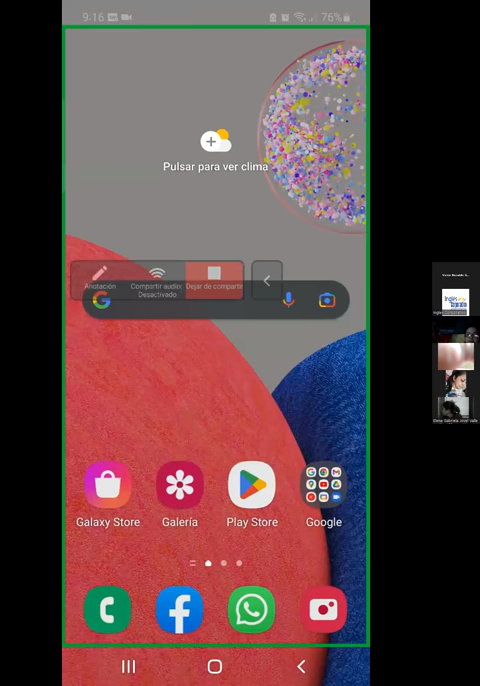 9.16
76%
Pulsar para ver clima
Anotación
Compartir audio: Desactivado
Dejar de compartir
Galaxy Store
Galería
Play Store
Google